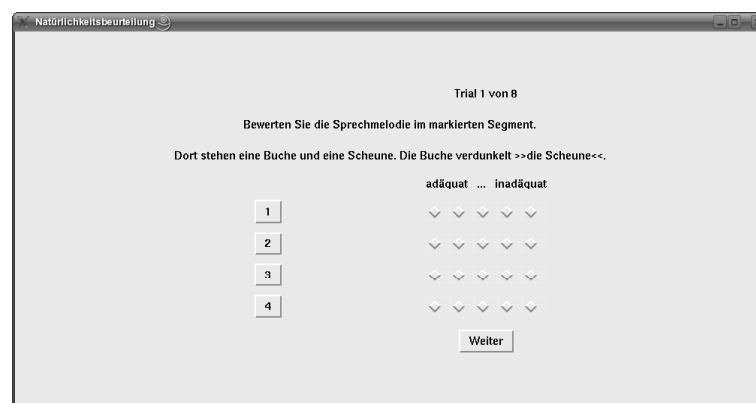 Natürlichkeitsbeurteilung
Trial 1 von 8
Bewerten Sie die Sprechmelodie im markierten Segment.
Dort stehen eine Buche und eine Scheune. Die Buche verdunkelt >>die Scheune<<.
adäquat ... inadäquat
1
2
3
4
Weiter